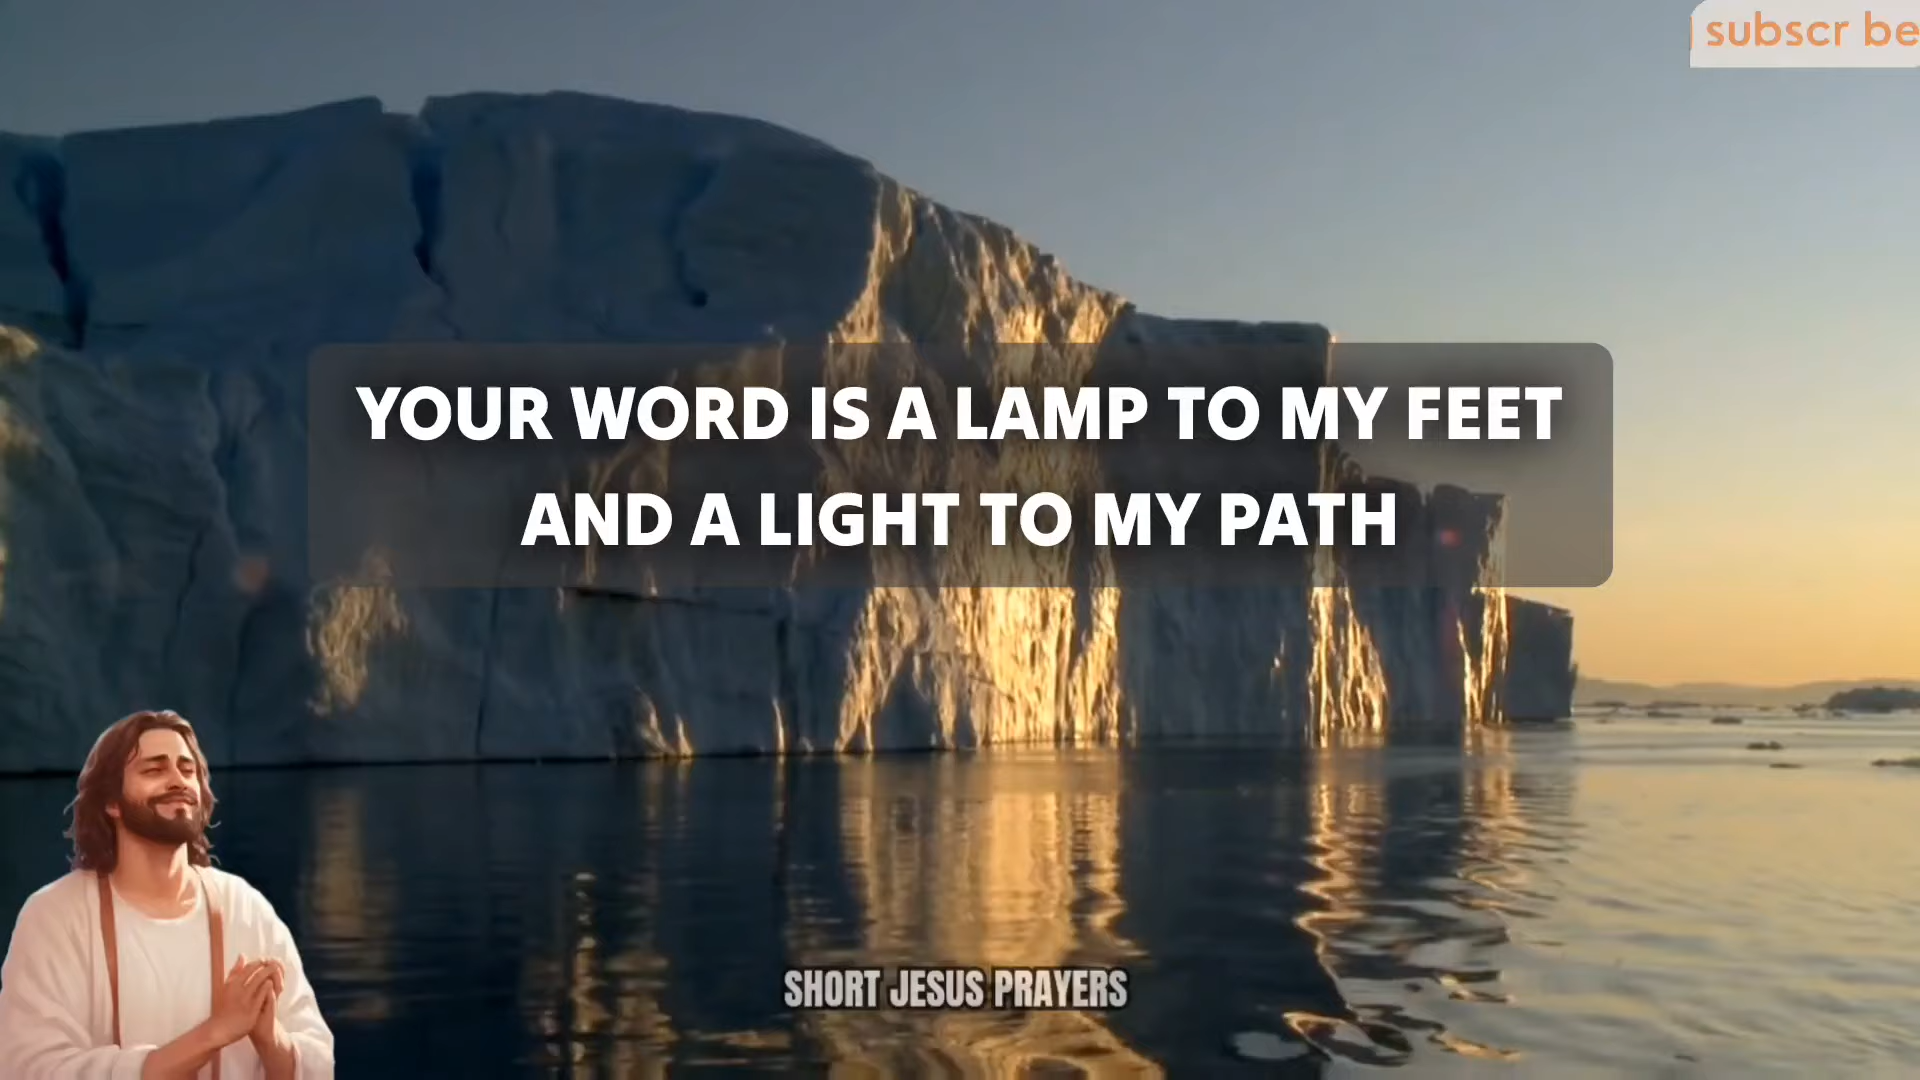 subscr be
YOUR WORD IS A LAMP TO MY FEET
AND A LIGHT TO MY PATH
SHORT JESUS PRAYERS